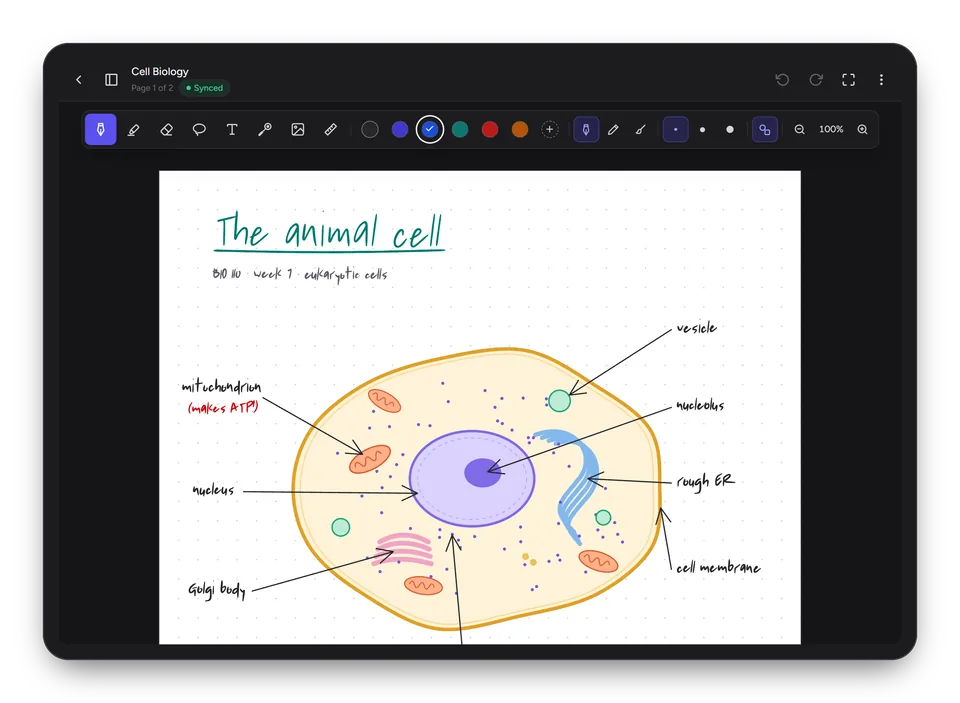 Cell Biology
Page 1 of 2 Synced
100%
The animal cell
BIO 110 · week 7 · eukaryotic cells
vesicle
mitochondrion
(makes ATP!)
nucleolus
rough ER
nucleus
cell membrane
Golgi body